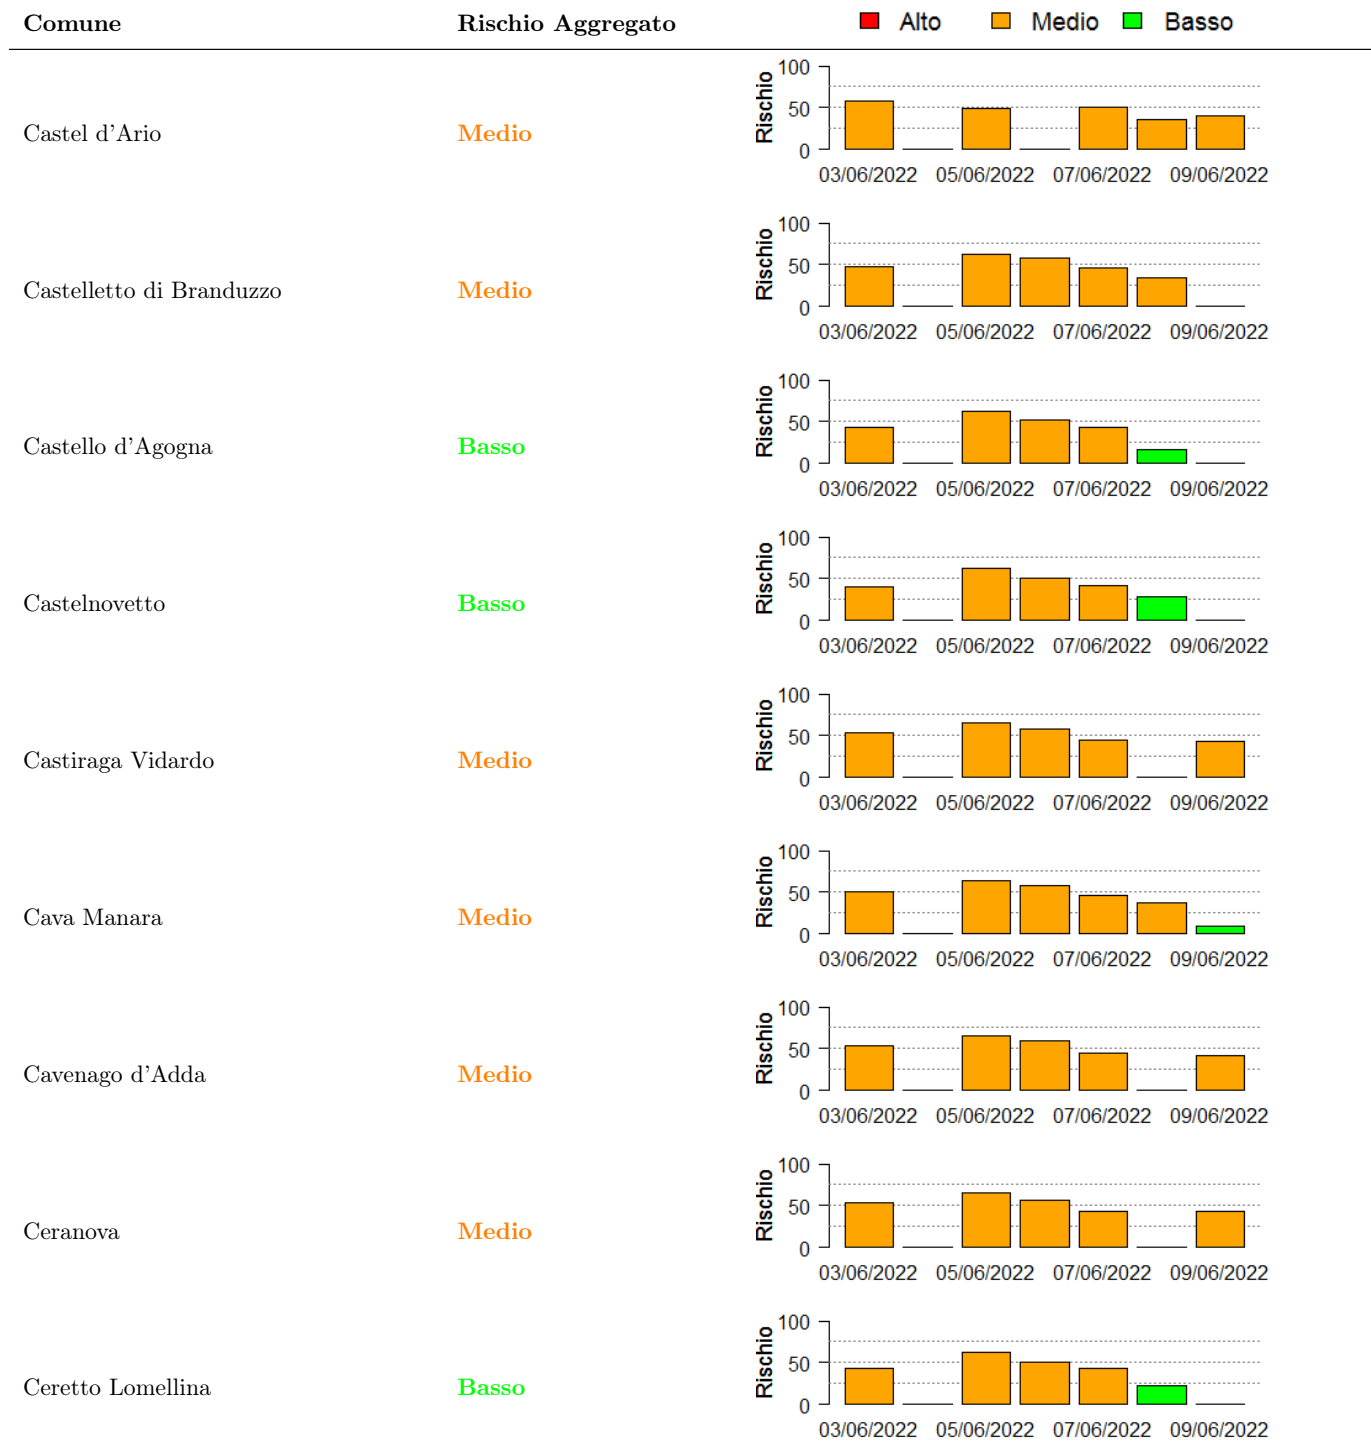 Comune Rischio Aggregato Alto Medio Basso
Castel d'Ario Medio Rischio 100 50 0
03/06/2022 05/06/2022 07/06/2022 09/06/2022
Castelletto di Branduzzo Medio Rischio 100 50 0
03/06/2022 05/06/2022 07/06/2022 09/06/2022
Castello d'Agogna Basso Rischio 100 50 0
03/06/2022 05/06/2022 07/06/2022 09/06/2022
Castelnovetto Basso Rischio 100 50 0
03/06/2022 05/06/2022 07/06/2022 09/06/2022
Castiraga Vidardo Medio Rischio 100 50 0
03/06/2022 05/06/2022 07/06/2022 09/06/2022
Cava Manara Medio Rischio 100 50 0
03/06/2022 05/06/2022 07/06/2022 09/06/2022
Cavenago d'Adda Medio Rischio 100 50 0
03/06/2022 05/06/2022 07/06/2022 09/06/2022
Ceranova Medio Rischio 100 50 0
03/06/2022 05/06/2022 07/06/2022 09/06/2022
Ceretto Lomellina Basso Rischio 100 50 0
03/06/2022 05/06/2022 07/06/2022 09/06/2022